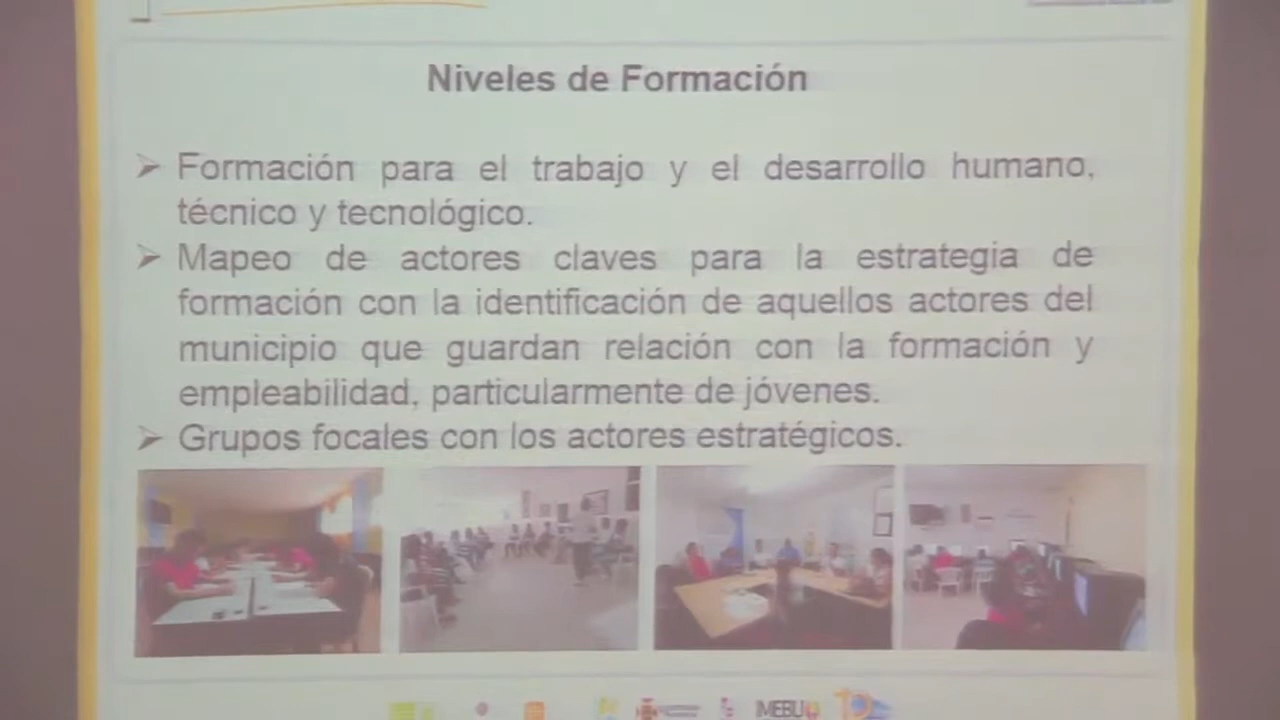 Niveles de Formación
Formación para el trabajo y el desarrollo humano,
técnico y tecnológico.
Mapeo de actores claves para la estrategia de
formación con la identificación de aquellos actores del
municipio que guardan relación con la formación y
empleabilidad, particularmente de jóvenes.
Grupos focales con los actores estratégicos.
IMEBU